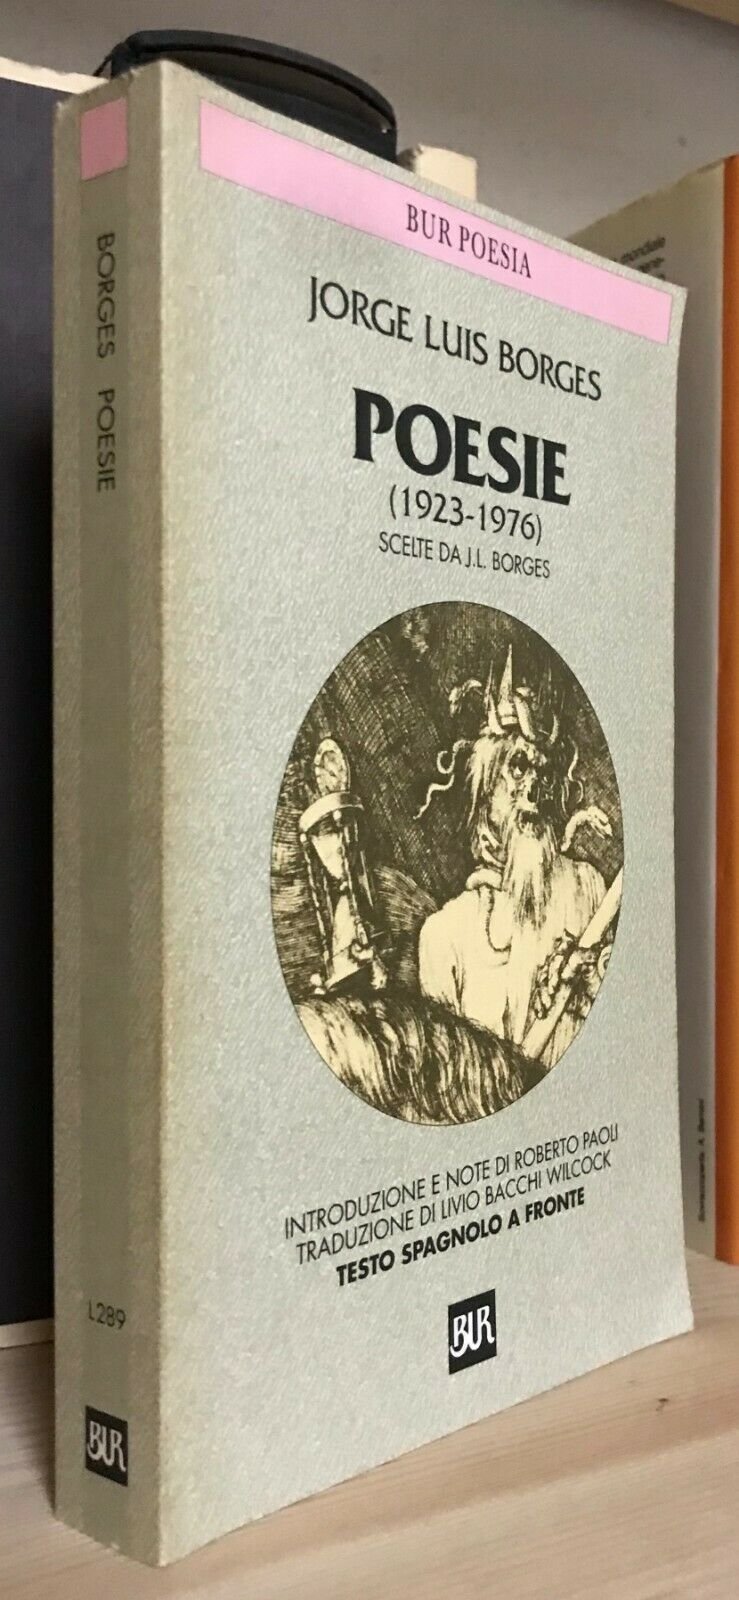 BUR POESIA
JORGE LUIS BORGES
POESIE
(1923-1976)
SCELTE DA J.L. BORGES
INTRODUZIONE E NOTE DI ROBERTO PAOLI
TRADUZIONE DI LIVIO BACCHI WILCOCK
TESTO SPAGNOLO A FRONTE
BUR
BORGES POESIE
L289
BUR
mondiale